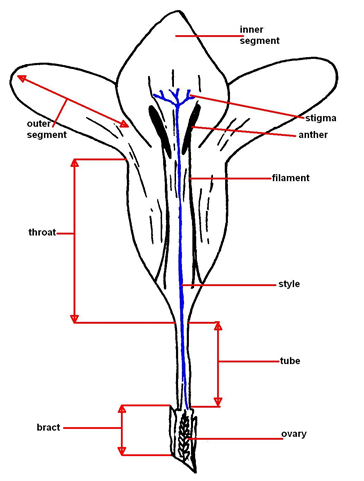 inner
segment
stigma
anther
outer
segment
filament
throat
style
tube
bract
ovary